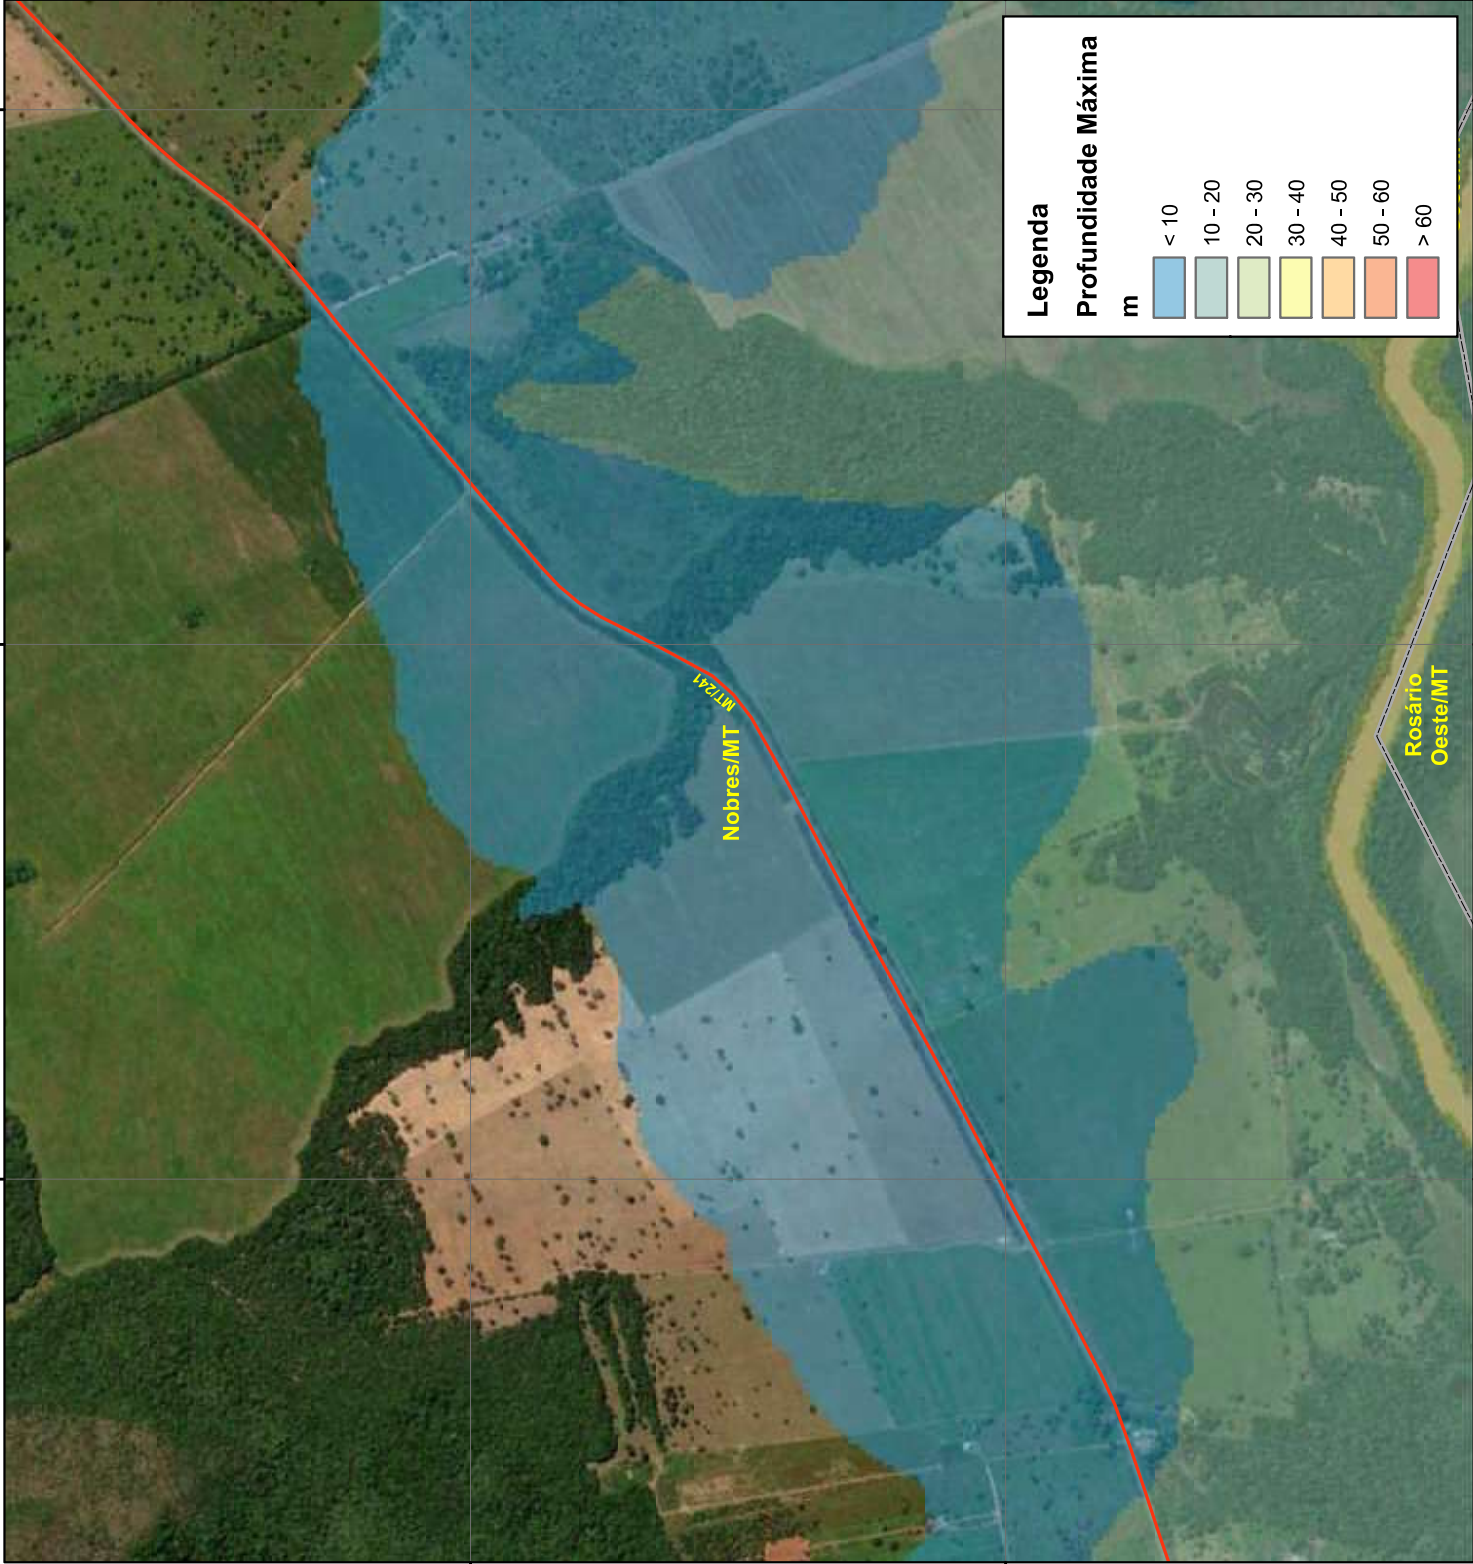 Legenda
Profundidade Máxima
m
< 10
10 - 20
20 - 30
30 - 40
40 - 50
50 - 60
> 60
MT/241
Nobres/MT
Rosário
Oeste/MT